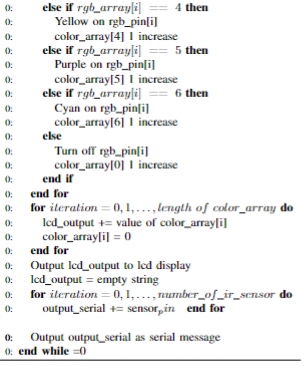 0: else if rgb_array[i] == 4 then
0: Yellow on rgb_pin[i]
0: color_array[4] 1 increase
0: else if rgb_array[i] == 5 then
0: Purple on rgb_pin[i]
0: color_array[5] 1 increase
0: else if rgb_array[i] == 6 then
0: Cyan on rgb_pin[i]
0: color_array[6] 1 increase
0: else
0: Turn off rgb_pin[i]
0: color_array[0] 1 increase
0: end if
0: end for
0: for iteration = 0, 1, . . . , length of color_array do
0: lcd_output += value of color_array[i]
0: color_array[i] = 0
0: end for
0: Output lcd_output to lcd display
0: lcd_output = empty string
0: for iteration = 0, 1, . . . , number_of_ir_sensor do
0: output_serial += sensor_pin end for
0: Output output_serial as serial message
0: end while =0